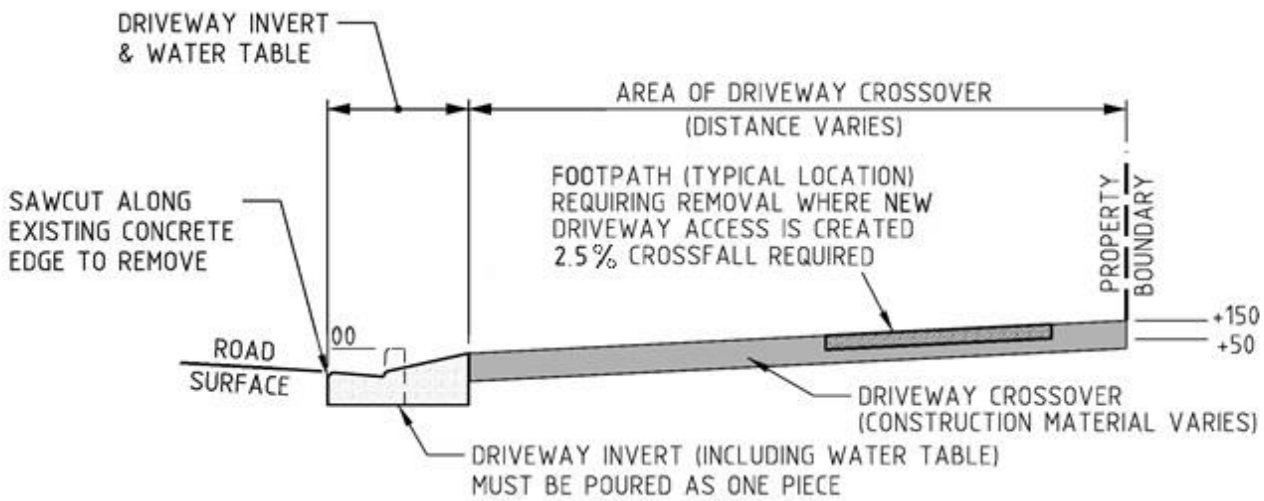 DRIVEWAY INVERT
& WATER TABLE
AREA OF DRIVEWAY CROSSOVER
(DISTANCE VARIES)
FOOTPATH (TYPICAL LOCATION)
REQUIRING REMOVAL WHERE NEW
DRIVEWAY ACCESS IS CREATED
2.5% CROSSFALL REQUIRED
PROPERTY
BOUNDARY
SAWCUT ALONG
EXISTING CONCRETE
EDGE TO REMOVE
+150
+50
00
ROAD
SURFACE
DRIVEWAY CROSSOVER
(CONSTRUCTION MATERIAL VARIES)
DRIVEWAY INVERT (INCLUDING WATER TABLE)
MUST BE POURED AS ONE PIECE